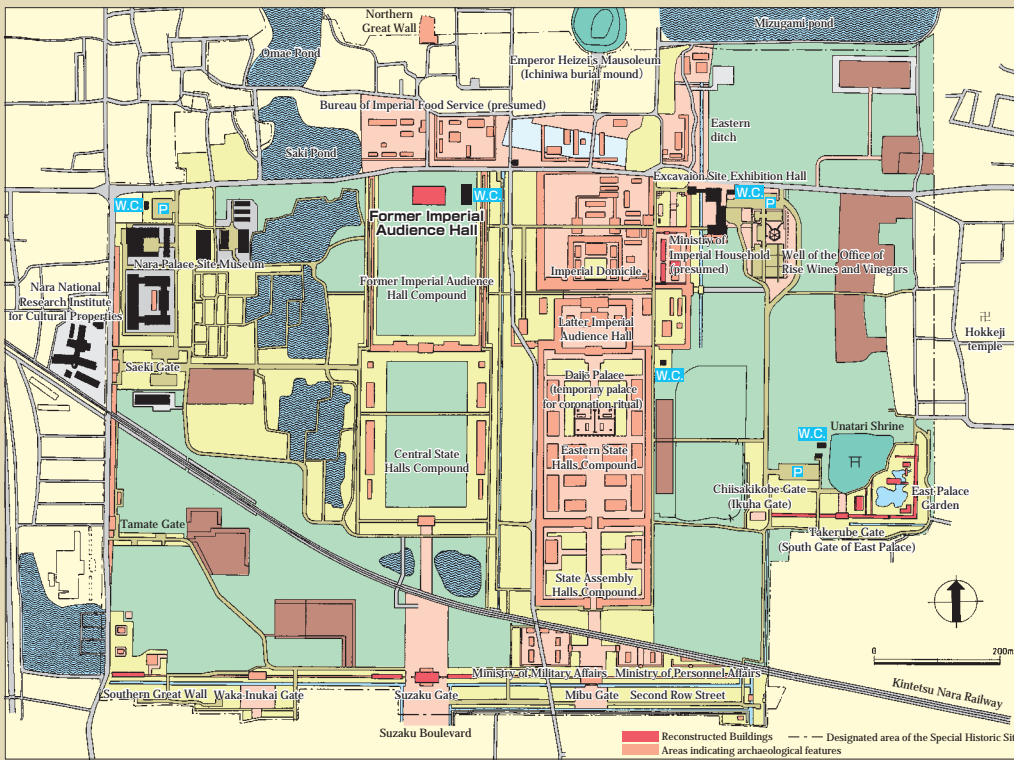 Northern
Great Wall
Mizugami pond
Omae Pond
Emperor Heizei's Mausoleum
(Ichiniwa burial mound)
Bureau of Imperial Food Service (presumed)
Eastern
ditch
Saki Pond
Excavaion Site Exhibition Hall
W.C.
P
W.C.
W.C.
P
Former Imperial
Audience Hall
Ministry of
Imperial Household
(presumed)
Well of the Office of
Rise Wines and Vinegars
Nara Palace Site Museum
Imperial Domicile
Former Imperial Audience
Hall Compound
Nara National
Research Institute
for Cultural Properties
Latter Imperial
Audience Hall
卍
Hokkeji
temple
Saeki Gate
Daijō Palace
(temporary palace
for coronation ritual)
W.C.
Unatari Shrine
W.C.
Central State
Halls Compound
Eastern State
Halls Compound
P
Chiisakikobe Gate
(Ikuha Gate)
East Palace
Garden
Tamate Gate
Takerube Gate
(South Gate of East Palace)
State Assembly
Halls Compound
0
200m
Ministry of Military Affairs
Ministry of Personnel Affairs
Southern Great Wall
Waka-Inukai Gate
Suzaku Gate
Mibu Gate
Second Row Street
Kintetsu Nara Railway
Suzaku Boulevard
Reconstructed Buildings
Designated area of the Special Historic Sit
Areas indicating archaeological features